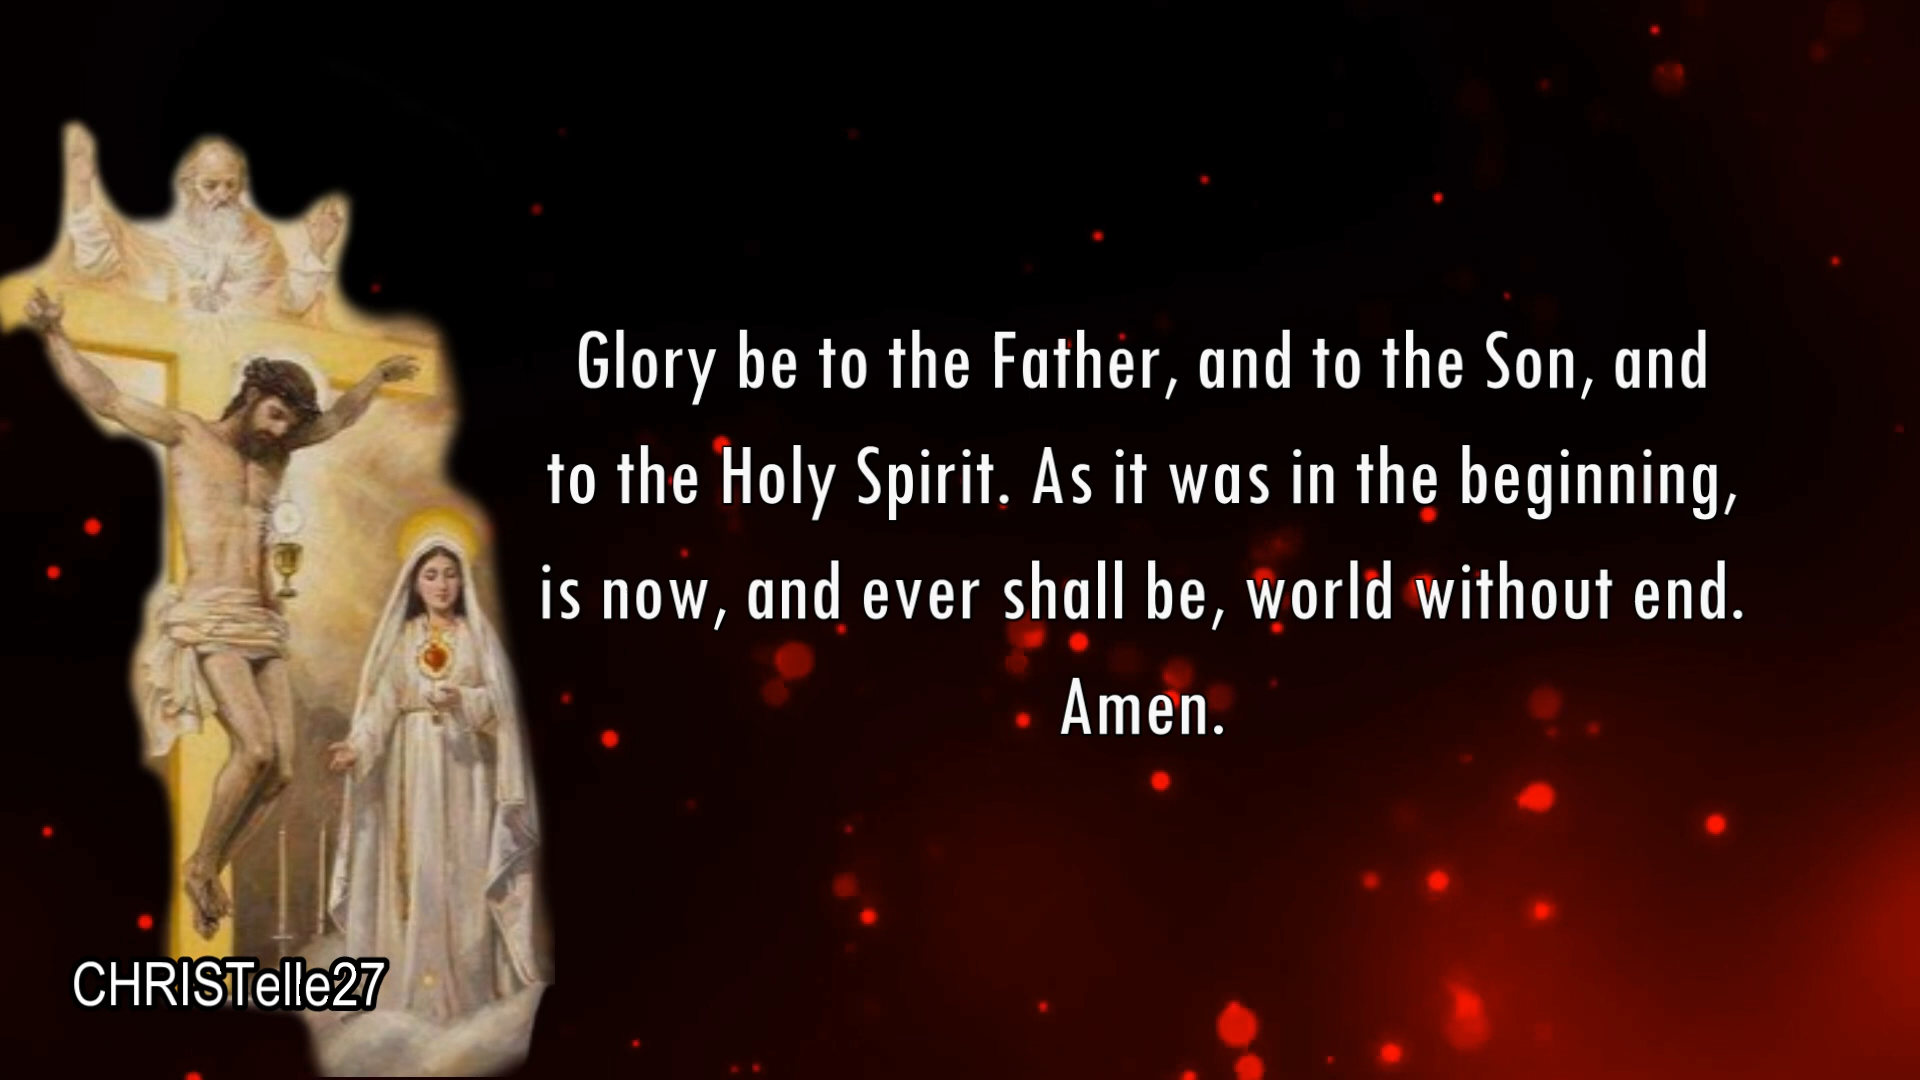 Glory be to the Father, and to the Son, and
to the Holy Spirit. As it was in the beginning,
is now, and ever shall be, world without end.
Amen.
CHRISTelle27